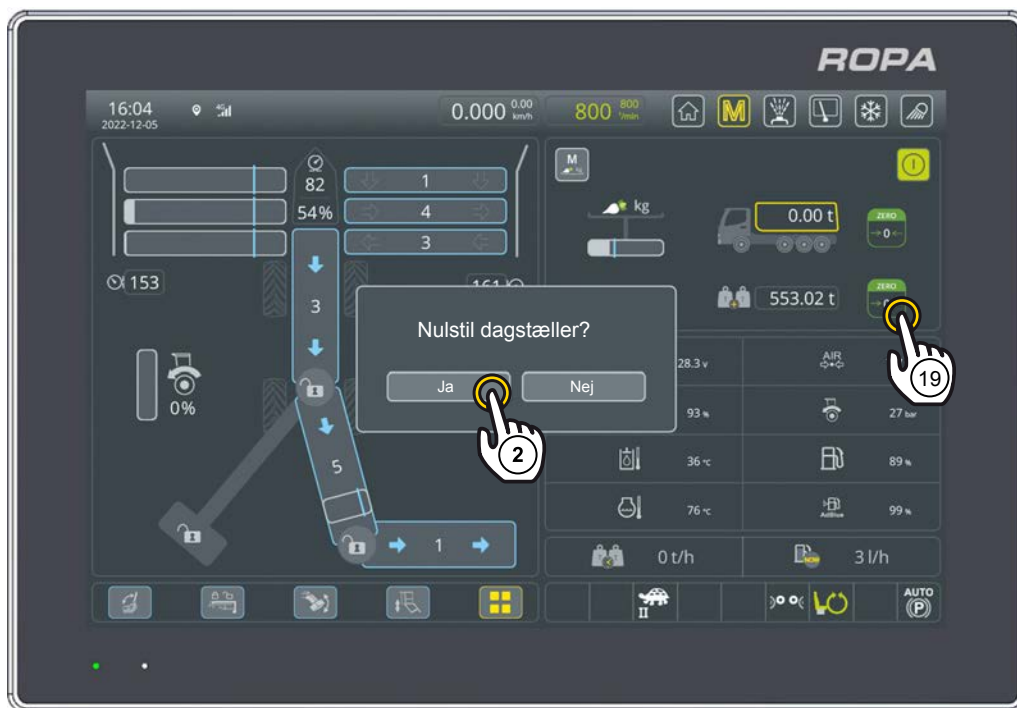 ROPA
16:04
2022-12-05
4G
0.000 0.00 km/h
800 800 /min
M
82
54%
1
4
3
153
3
0%
5
1
M
%
kg
0.00 t
ZERO
→0←
553.02 t
ZERO
19
Nulstil dagstæller?
Ja
Nej
2
28.3 v
AIR
93 %
27 bar
36 °C
89 %
76 °C
AdBlue
99 %
0 t/h
NOW
3 l/h
II
AUTO
P